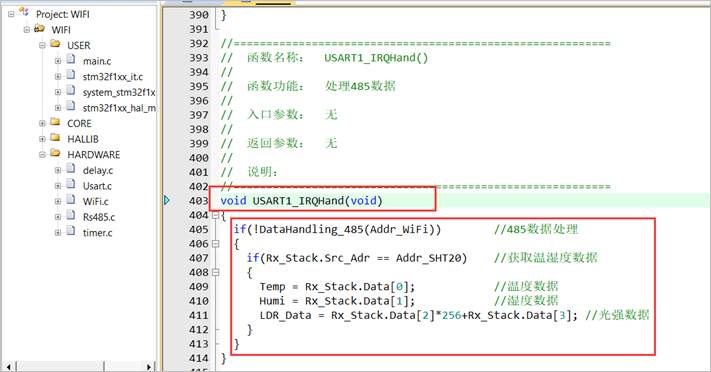 Project: WIFI
WIFI
USER
main.c
stm32f1xx_it.c
system_stm32f1x
stm32f1xx_hal_m
CORE
HALLIB
HARDWARE
delay.c
Usart.c
WiFi.c
Rs485.c
timer.c
390 }
391
392 //==========================================================
393 // 函数名称: USART1_IRQHand()
394 //
395 // 函数功能: 处理485数据
396 //
397 // 入口参数: 无
398 //
399 // 返回参数: 无
400 //
401 // 说明:
402 //==========================================================
403 void USART1_IRQHand(void)
404 {
405 if(!DataHandling_485(Addr_WiFi)) //485数据处理
406 {
407 if(Rx_Stack.Src_Adr == Addr_SHT20) //获取温湿度数据
408 {
409 Temp = Rx_Stack.Data[0]; //温度数据
410 Humi = Rx_Stack.Data[1]; //湿度数据
411 LDR_Data = Rx_Stack.Data[2]*256+Rx_Stack.Data[3]; //光强数据
412 }
413 }
414 }
415